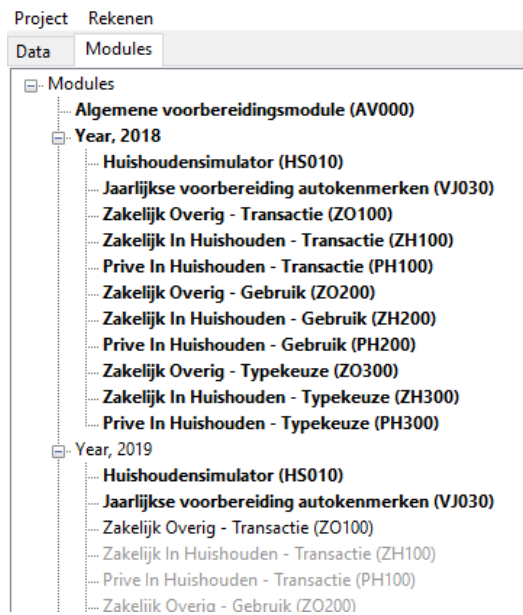 Project Rekenen
Data Modules
Modules
Algemene voorbereidingsmodule (AV000)
Year, 2018
Huishoudensimulator (HS010)
Jaarlijkse voorbereiding autokenmerken (VJ030)
Zakelijk Overig - Transactie (ZO100)
Zakelijk In Huishouden - Transactie (ZH100)
Prive In Huishouden - Transactie (PH100)
Zakelijk Overig - Gebruik (ZO200)
Zakelijk In Huishouden - Gebruik (ZH200)
Prive In Huishouden - Gebruik (PH200)
Zakelijk Overig - Typekeuze (ZO300)
Zakelijk In Huishouden - Typekeuze (ZH300)
Prive In Huishouden - Typekeuze (PH300)
Year, 2019
Huishoudensimulator (HS010)
Jaarlijkse voorbereiding autokenmerken (VJ030)
Zakelijk Overig - Transactie (ZO100)
Zakelijk In Huishouden - Transactie (ZH100)
Prive In Huishouden - Transactie (PH100)
Zakelijk Overig - Gebruik (ZO200)